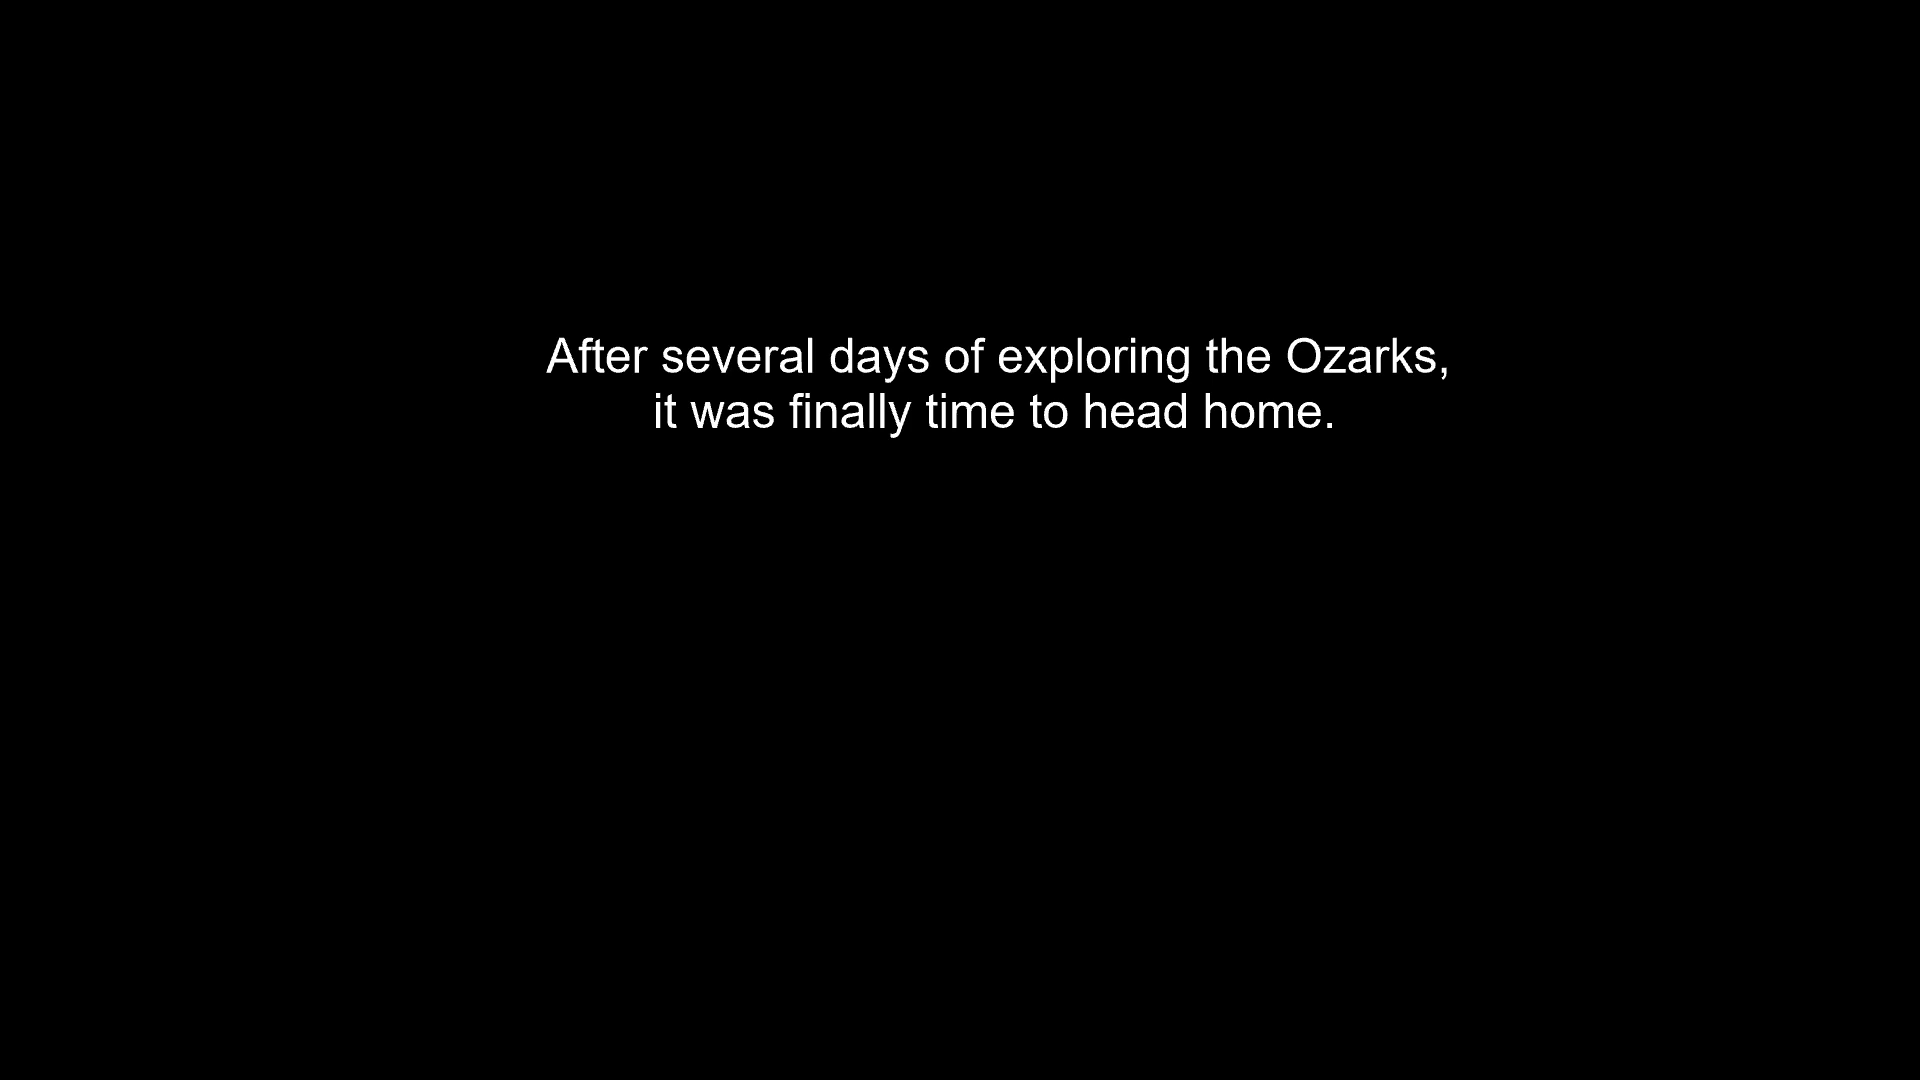 After several days of exploring the Ozarks,
it was finally time to head home.